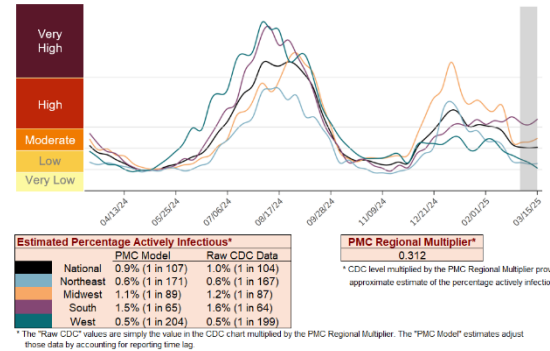 Very
High
High
Moderate
Low
Very Low
04/13/24
05/25/24
07/06/24
08/17/24
09/28/24
11/09/24
12/21/24
02/01/25
03/15/25
Estimated Percentage Actively Infectious*
PMC Model Raw CDC Data
National 0.9% (1 in 107) 1.0% (1 in 104)
Northeast 0.6% (1 in 171) 0.6% (1 in 167)
Midwest 1.1% (1 in 89) 1.2% (1 in 87)
South 1.5% (1 in 65) 1.6% (1 in 64)
West 0.5% (1 in 204) 0.5% (1 in 199)
PMC Regional Multiplier*
0.312
* CDC level multiplied by the PMC Regional Multiplier prov
approximate estimate of the percentage actively infectio
* The "Raw CDC" values are simply the value in the CDC chart multiplied by the PMC Regional Multiplier. The "PMC Model" estimates adjust
those data by accounting for reporting time lag.